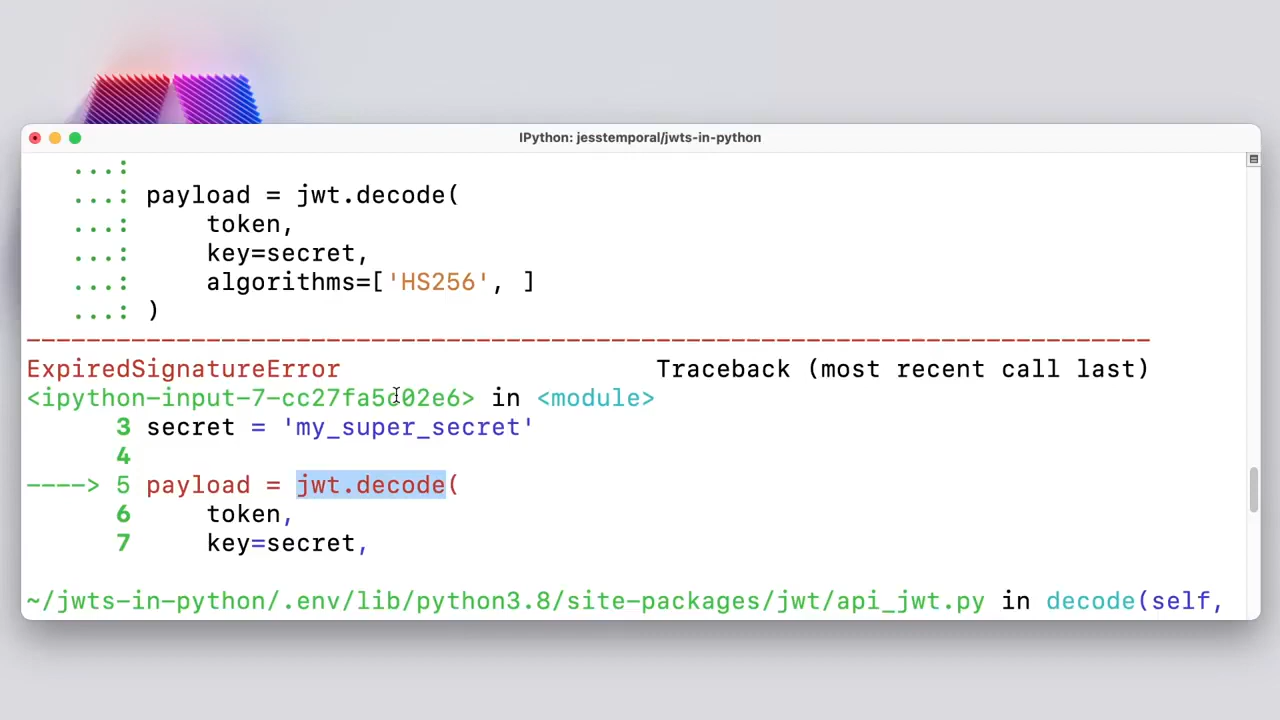 IPython: jesstemporal/jwts-in-python
...:
...: payload = jwt.decode(
...:     token,
...:     key=secret,
...:     algorithms=['HS256', ]
...: )
---------------------------------------------------------------------------
ExpiredSignatureError                     Traceback (most recent call last)
<ipython-input-7-cc27fa5d02e6> in <module>
      3 secret = 'my_super_secret'
      4
----> 5 payload = jwt.decode(
      6     token,
      7     key=secret,
~/jwts-in-python/.env/lib/python3.8/site-packages/jwt/api_jwt.py in decode(self,